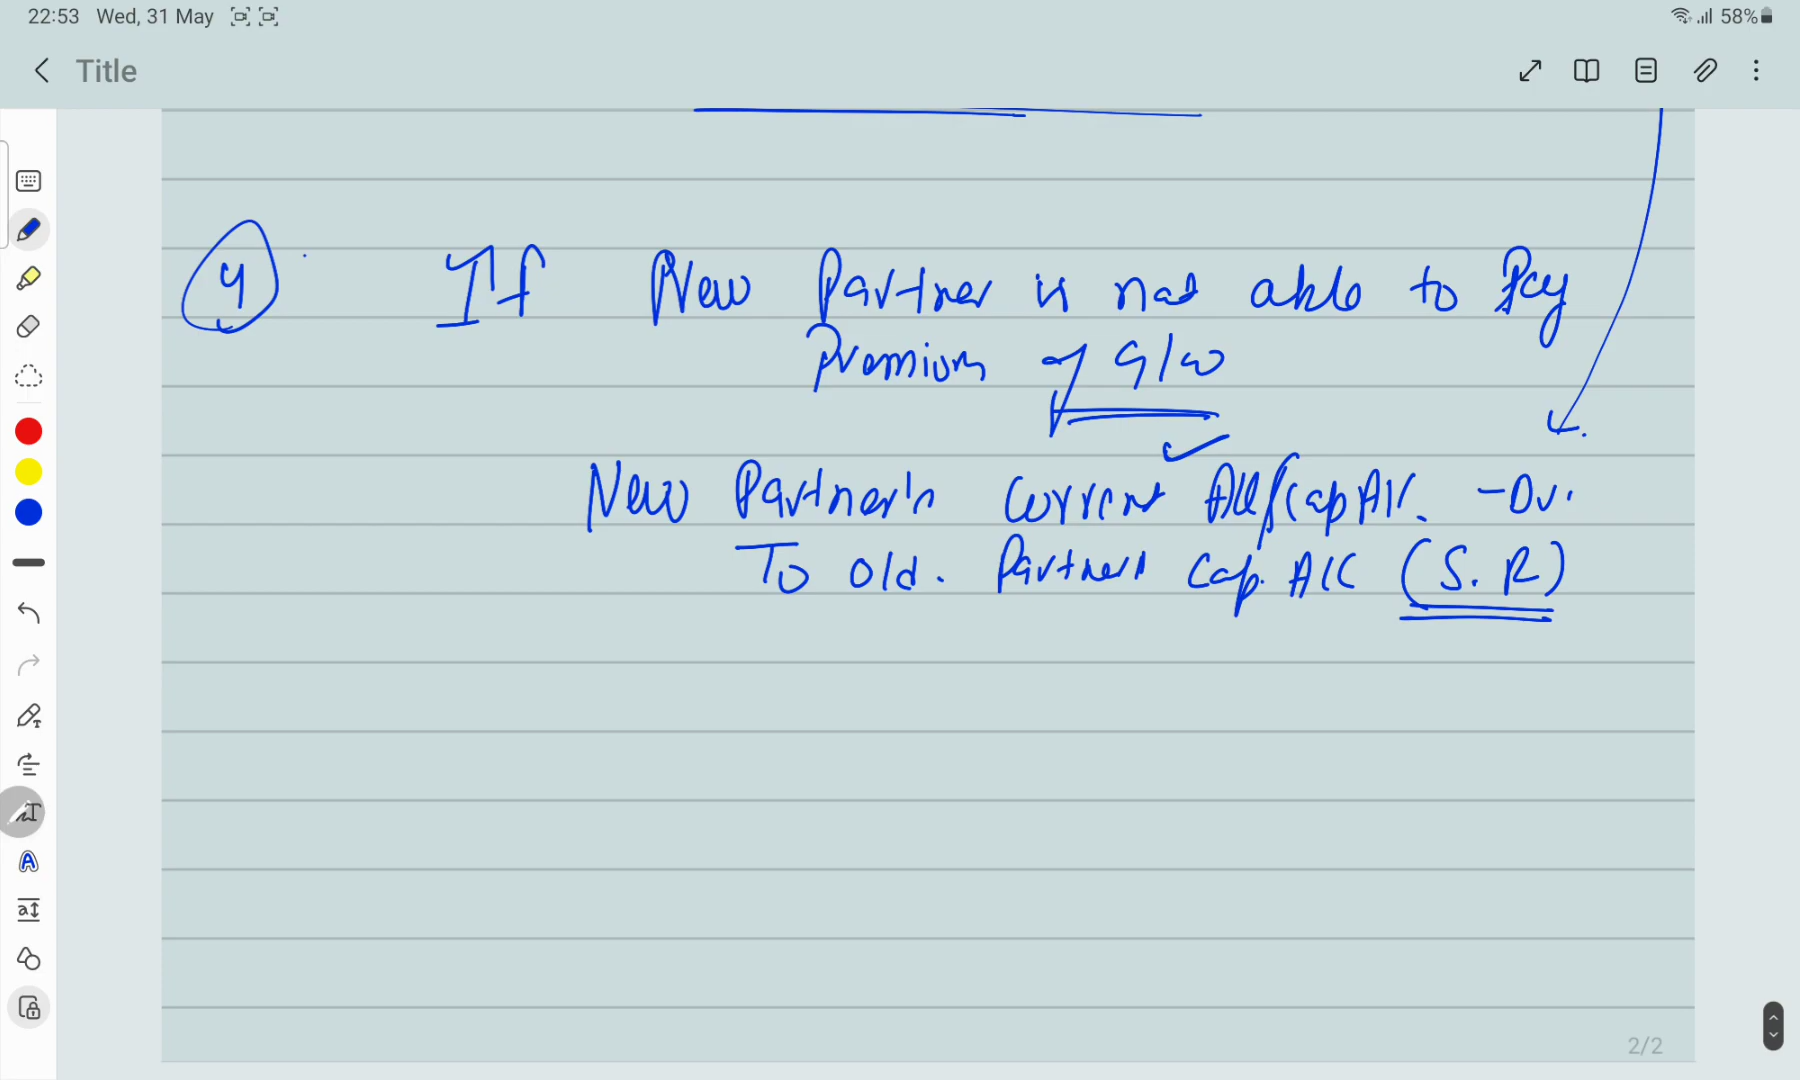 22:53 Wed, 31 May 58%
Title
4 If New Partner is not able to Pay
Premium of G/w
New Partner's Current A/c/Cap A/c. - Dr.
To Old. Partners Cap. A/c (S. R)
2/2